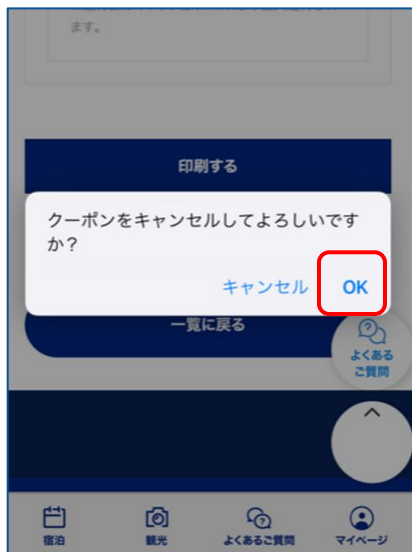 ます。
印刷する
クーポンをキャンセルしてよろしいです
か？
キャンセル OK
一覧に戻る
よくある
ご質問
宿泊 観光 よくあるご質問 マイページ